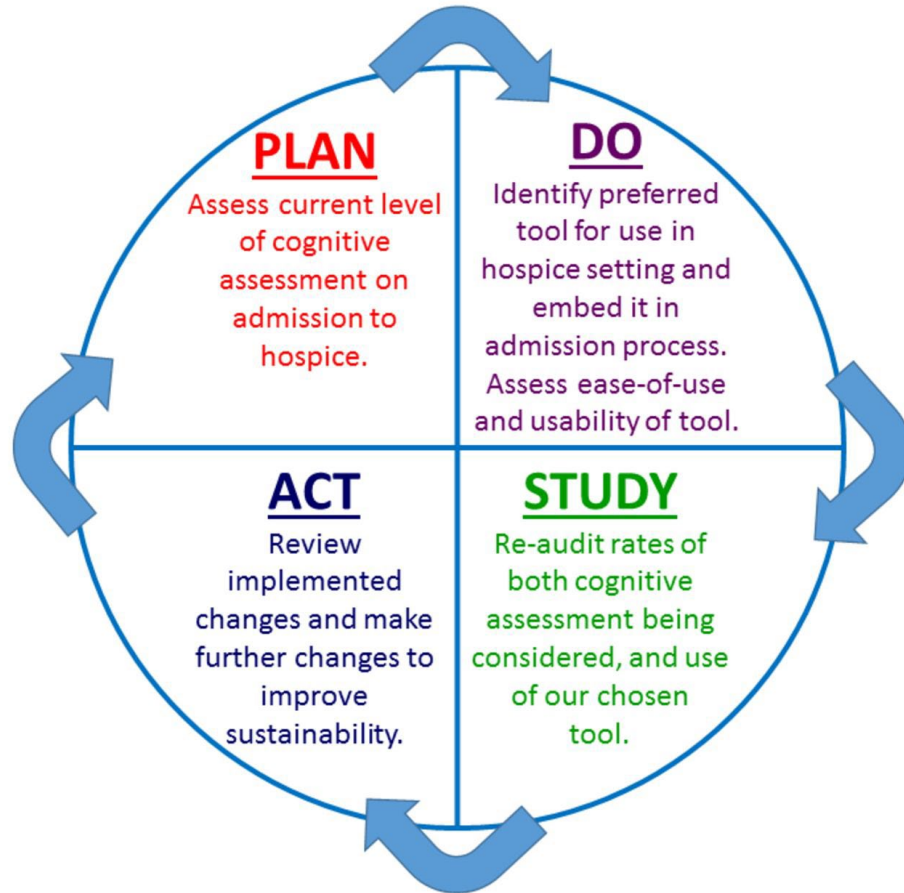 PLAN
Assess current level
of cognitive
assessment on
admission to
hospice.
DO
Identify preferred
tool for use in
hospice setting and
embed it in
admission process.
Assess ease-of-use
and usability of tool.
STUDY
Re-audit rates of
both cognitive
assessment being
considered, and use
of our chosen
tool.
ACT
Review
implemented
changes and make
further changes to
improve
sustainability.